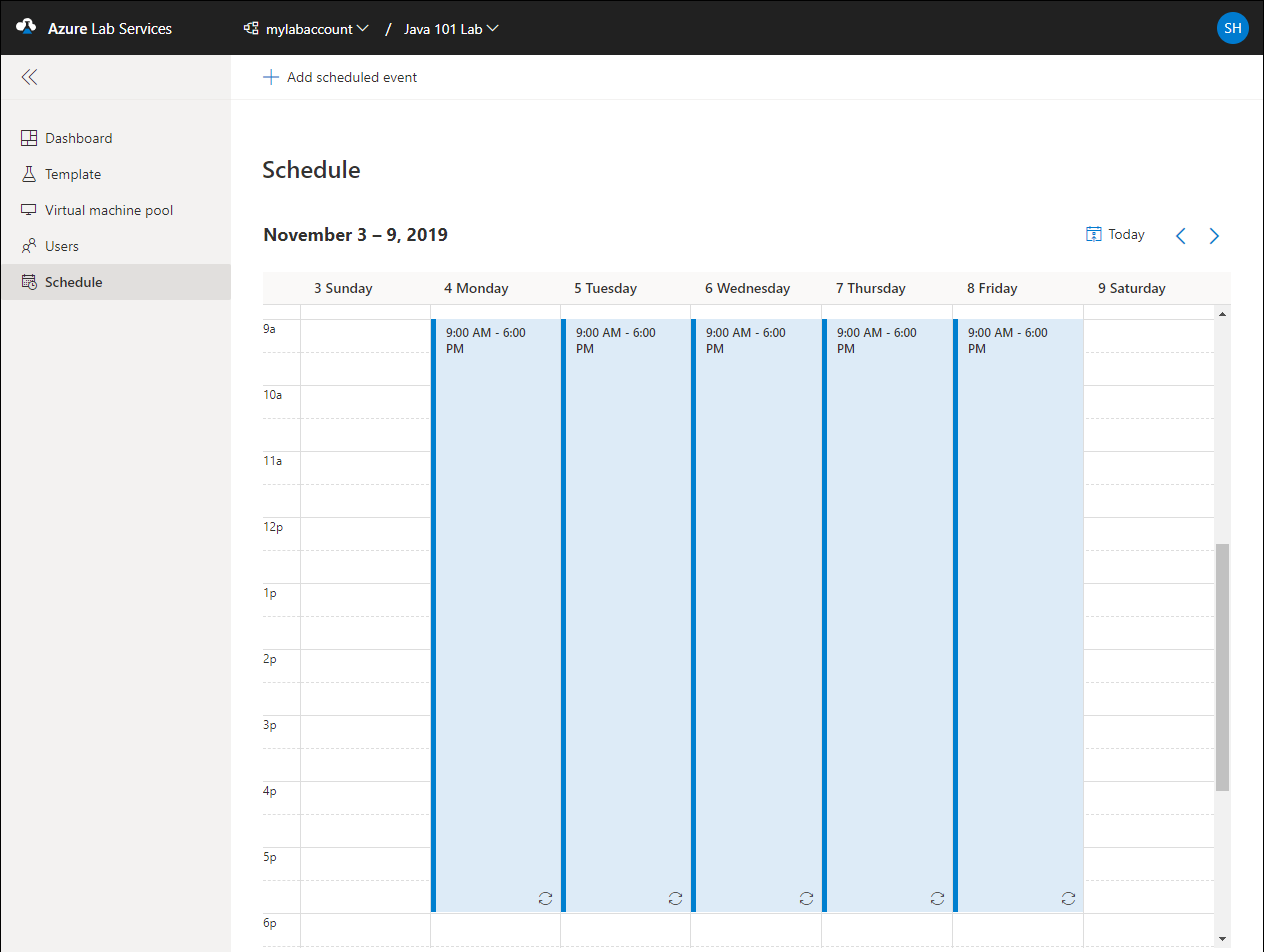 Azure Lab Services mylabaccount / Java 101 Lab SH
Add scheduled event
Dashboard
Template
Virtual machine pool
Users
Schedule
Schedule
November 3 – 9, 2019 Today
3 Sunday 4 Monday 5 Tuesday 6 Wednesday 7 Thursday 8 Friday 9 Saturday
9a
9:00 AM - 6:00
PM
9:00 AM - 6:00
PM
9:00 AM - 6:00
PM
9:00 AM - 6:00
PM
9:00 AM - 6:00
PM
10a
11a
12p
1p
2p
3p
4p
5p
6p